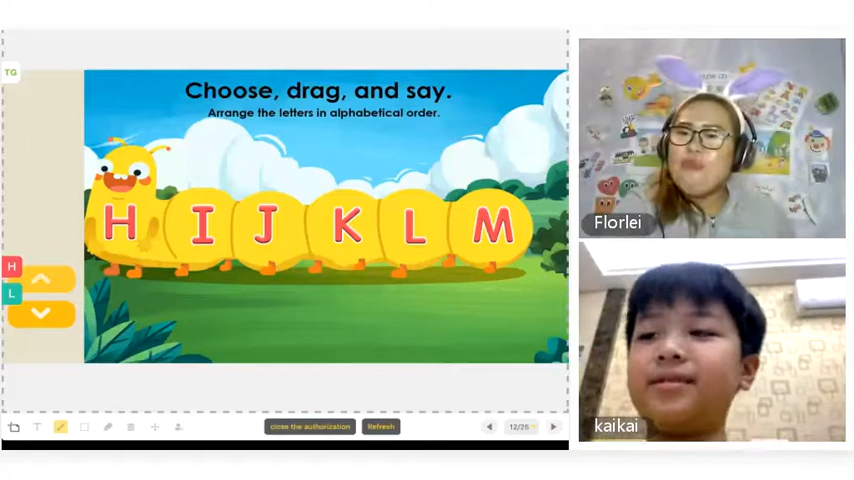 TG
Choose, drag, and say.
Arrange the letters in alphabetical order.
H I J K L M
H
L
T
close the authorization
Refresh
12/25
Florlei
kaikai